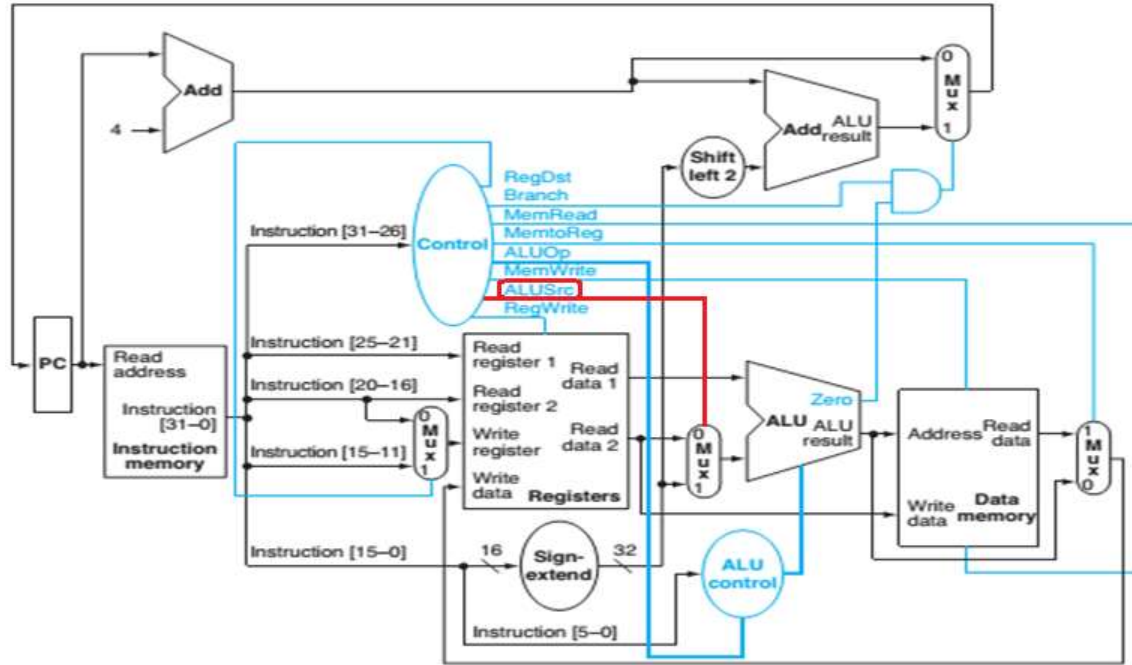 Add
4
0
Mux
1
Add
ALU
result
Shift
left 2
RegDst
Branch
MemRead
MemtoReg
ALUOp
MemWrite
ALUSrc
RegWrite
Control
Instruction [31–26]
Instruction [25–21]
Instruction [20–16]
Instruction [15–11]
Instruction [15–0]
Instruction [5–0]
PC
Read
address
Instruction
[31–0]
Instruction
memory
0
Mux
1
Read
register 1
Read
register 2
Write
register
Write
data
Read
data 1
Read
data 2
Registers
0
Mux
1
Zero
ALU
ALU
result
Address
Read
data
Write
data
Data
memory
1
Mux
0
16
Sign-
extend
32
ALU
control